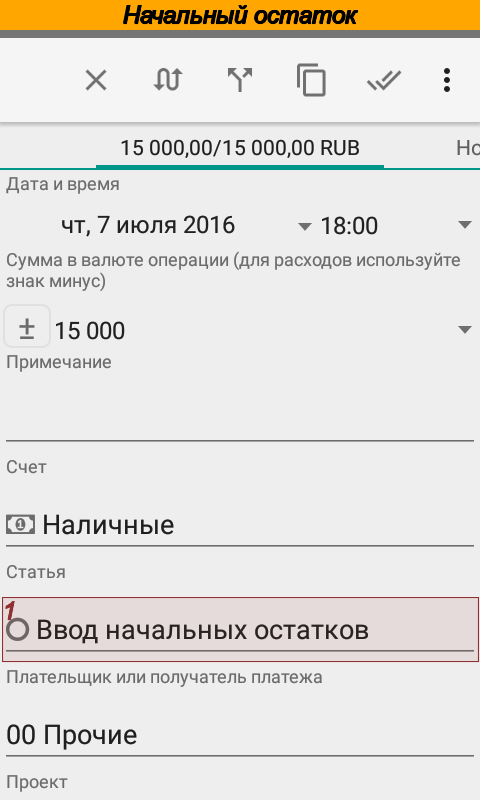 Начальный остаток
15 000,00/15 000,00 RUB Но
Дата и время
чт, 7 июля 2016 18:00
Сумма в валюте операции (для расходов используйте
знак минус)
± 15 000
Примечание
Счет
1 Наличные
Статья
1
Ввод начальных остатков
Плательщик или получатель платежа
00 Прочие
Проект